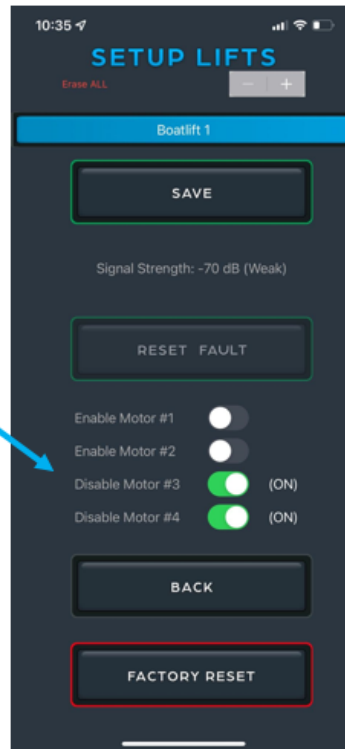 10:35
SETUP LIFTS
Erase ALL
− +
Boatlift 1
SAVE
Signal Strength: -70 dB (Weak)
RESET FAULT
Enable Motor #1
Enable Motor #2
Disable Motor #3 (ON)
Disable Motor #4 (ON)
BACK
FACTORY RESET